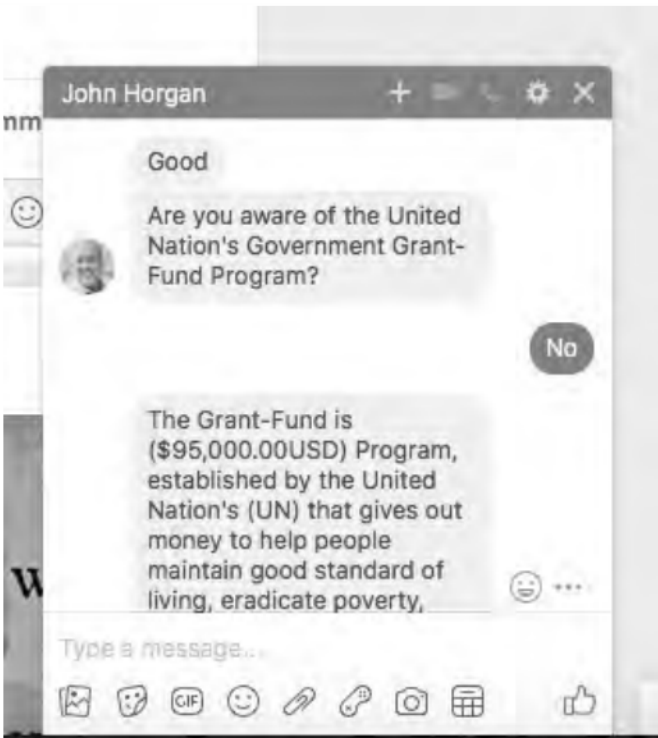 John Horgan
mm
Good
Are you aware of the United
Nation's Government Grant-
Fund Program?
No
The Grant-Fund is
($95,000.00USD) Program,
established by the United
Nation's (UN) that gives out
money to help people
maintain good standard of
living, eradicate poverty,
W
Type a message...
GIF